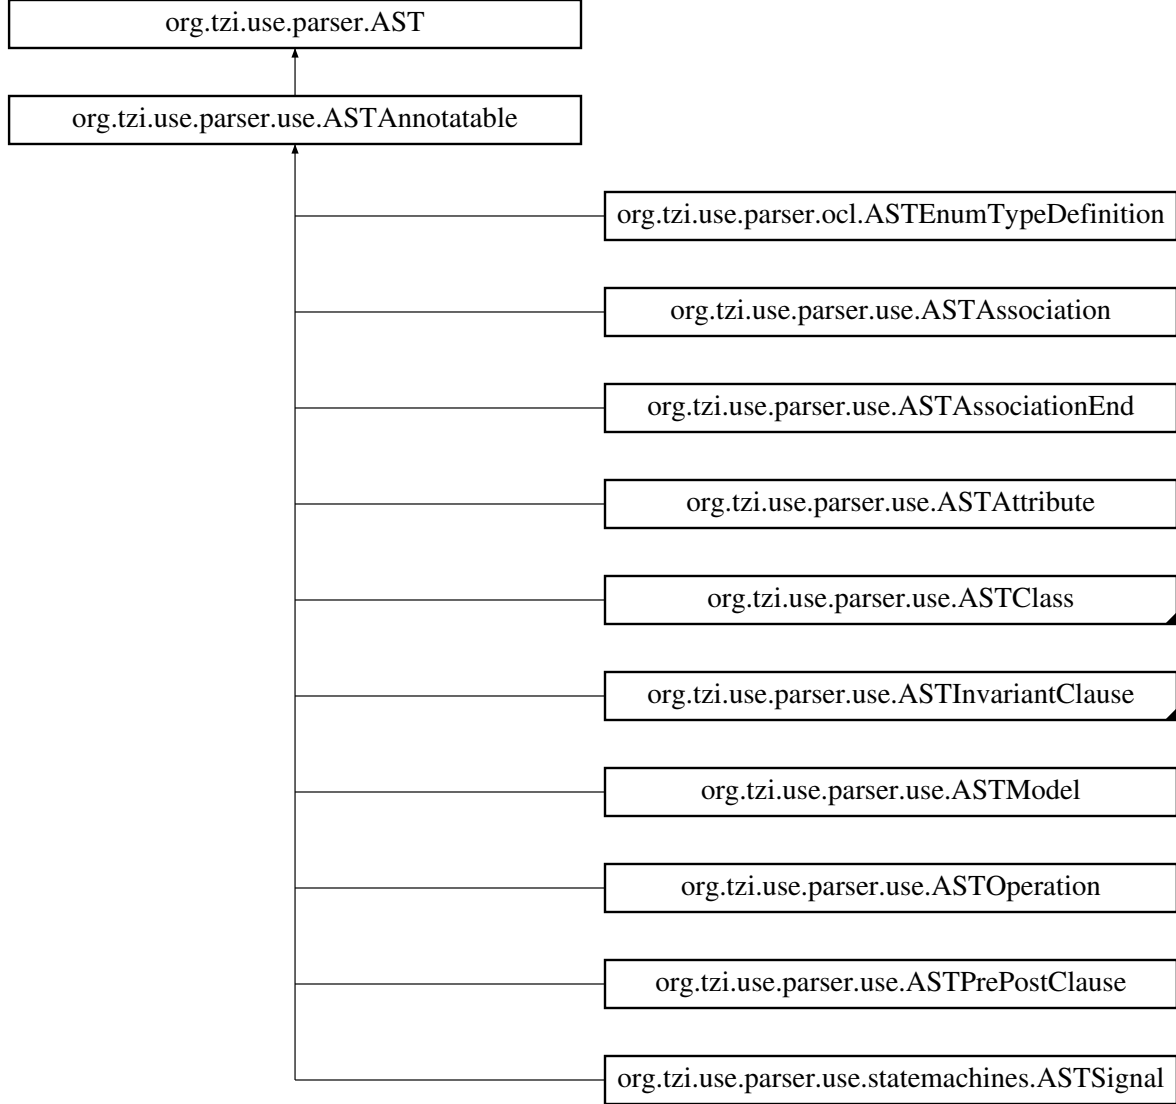 org.tzi.use.parser.AST
org.tzi.use.parser.use.ASTAnnotatable
org.tzi.use.parser.ocl.ASTEnumTypeDefinition
org.tzi.use.parser.use.ASTAssociation
org.tzi.use.parser.use.ASTAssociationEnd
org.tzi.use.parser.use.ASTAttribute
org.tzi.use.parser.use.ASTClass
org.tzi.use.parser.use.ASTInvariantClause
org.tzi.use.parser.use.ASTModel
org.tzi.use.parser.use.ASTOperation
org.tzi.use.parser.use.ASTPrePostClause
org.tzi.use.parser.use.statemachines.ASTSignal